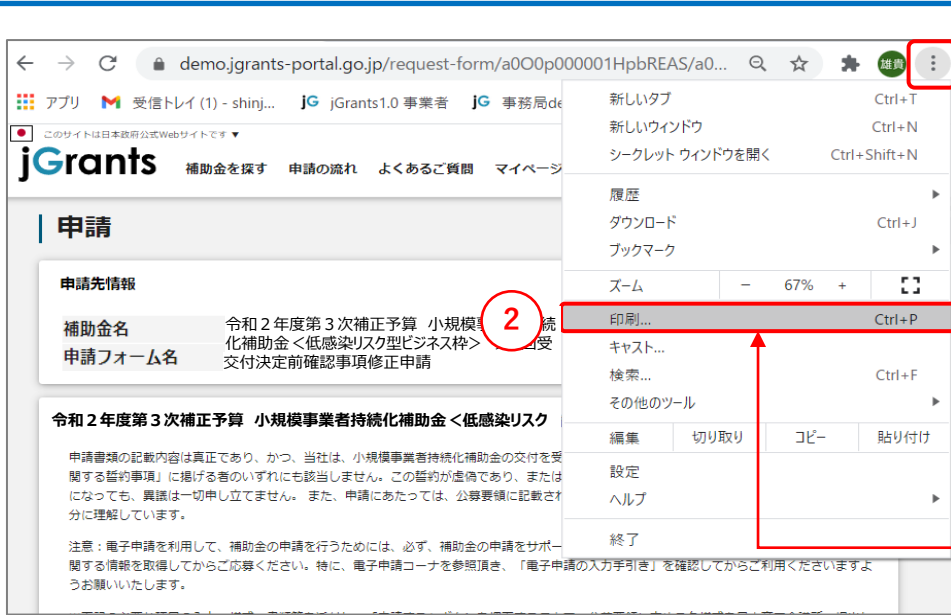 demo.jgrants-portal.go.jp/request-form/a0O0p000001HpbREAS/a0...
雄貴
アプリ 受信トレイ (1) - shinj... jG jGrants1.0 事業者 jG 事務局de
このサイトは日本政府公式Webサイトです ▼
jGrants 補助金を探す 申請の流れ よくあるご質問 マイページ
申請
申請先情報
補助金名 令和２年度第３次補正予算 小規模事 続
化補助金<低感染リスク型ビジネス枠> 回受
申請フォーム名 交付決定前確認事項修正申請
2
令和２年度第３次補正予算 小規模事業者持続化補助金<低感染リスク
申請書類の記載内容は真正であり、かつ、当社は、小規模事業者持続化補助金の交付を受
関する誓約事項」に掲げる者のいずれにも該当しません。この誓約が虚偽であり、または
になっても、異議は一切申し立てません。 また、申請にあたっては、公募要領に記載され
分に理解しています。
注意：電子申請を利用して、補助金の申請を行うためには、必ず、補助金の申請をサポー
関する情報を取得してからご応募ください。特に、電子申請コーナを参照頂き、「電子申請の入力手引き」を確認してからご利用くださいますよ
うお願いいたします。
新しいタブ Ctrl+T
新しいウィンドウ Ctrl+N
シークレット ウィンドウを開く Ctrl+Shift+N
履歴
ダウンロード Ctrl+J
ブックマーク
ズーム − 67% +
印刷... Ctrl+P
キャスト...
検索... Ctrl+F
その他のツール
編集 切り取り コピー 貼り付け
設定
ヘルプ
終了